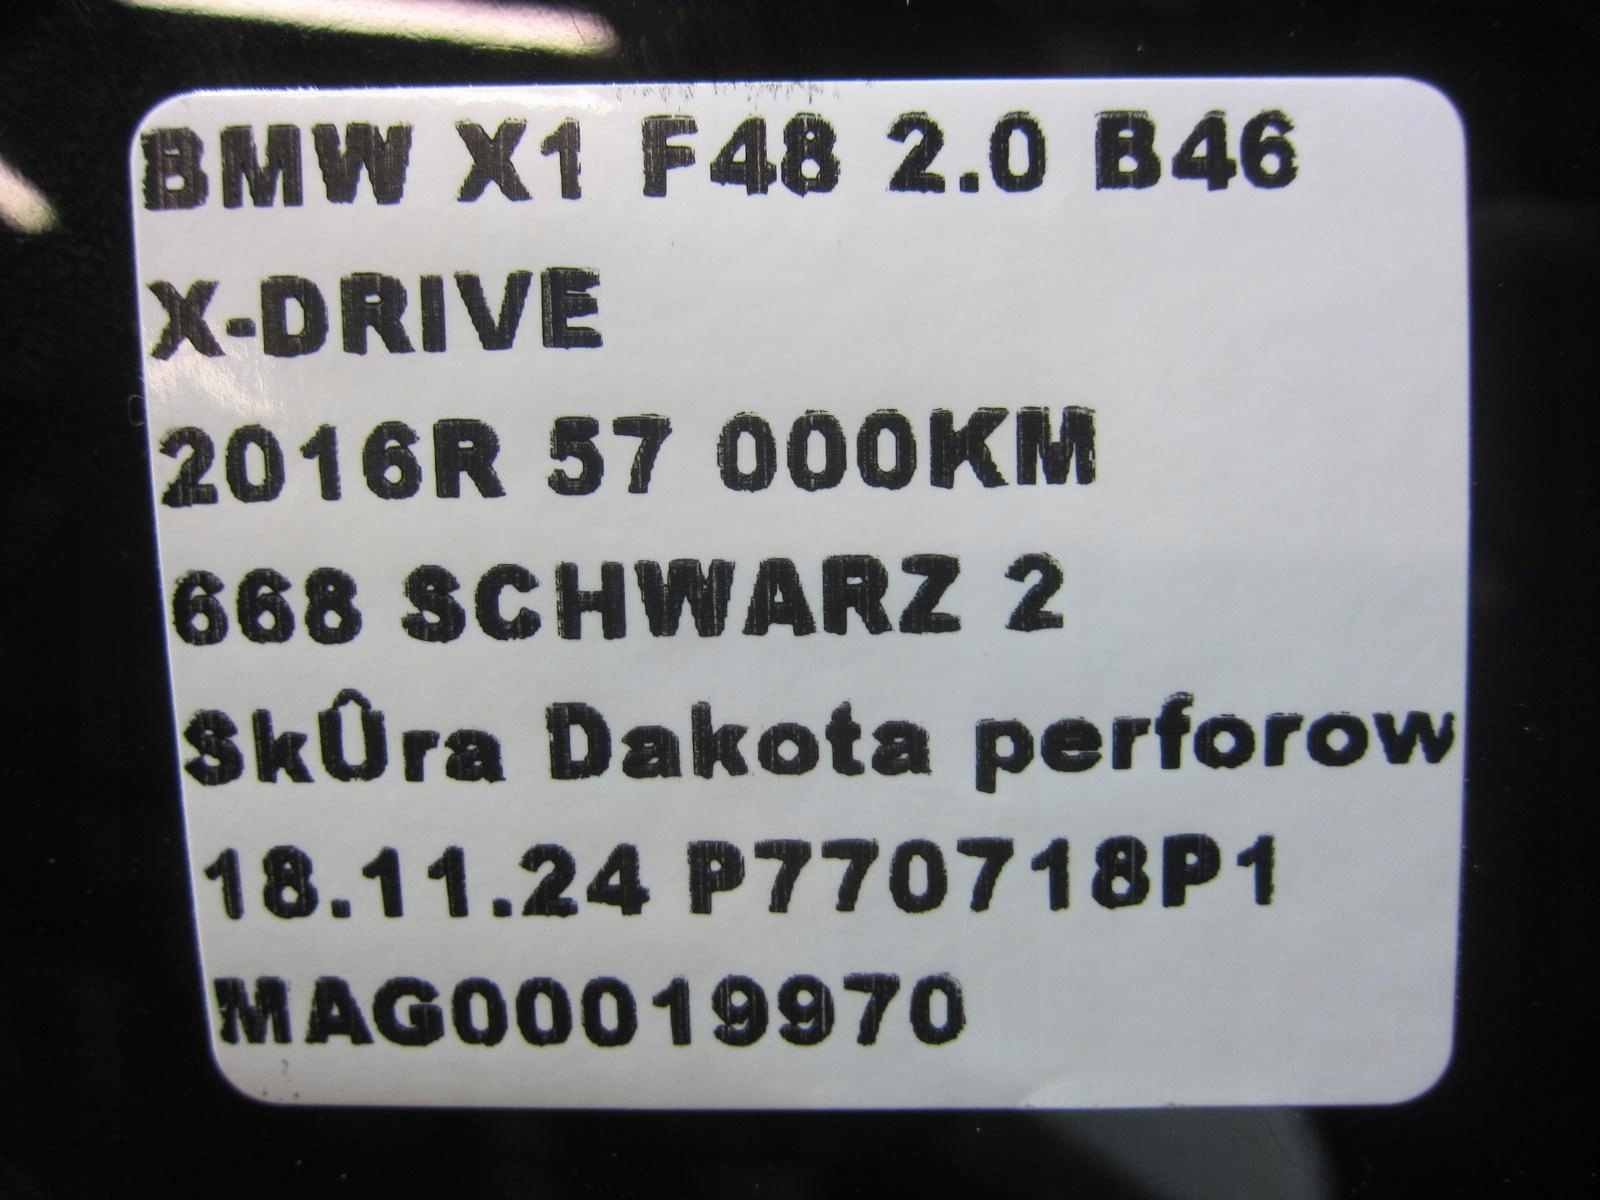 BMW X1 F48 2.0 B46
X-DRIVE
2016R 57 000KM
668 SCHWARZ 2
SkÛra Dakota perforow
18.11.24 P770718P1
MAG00019970